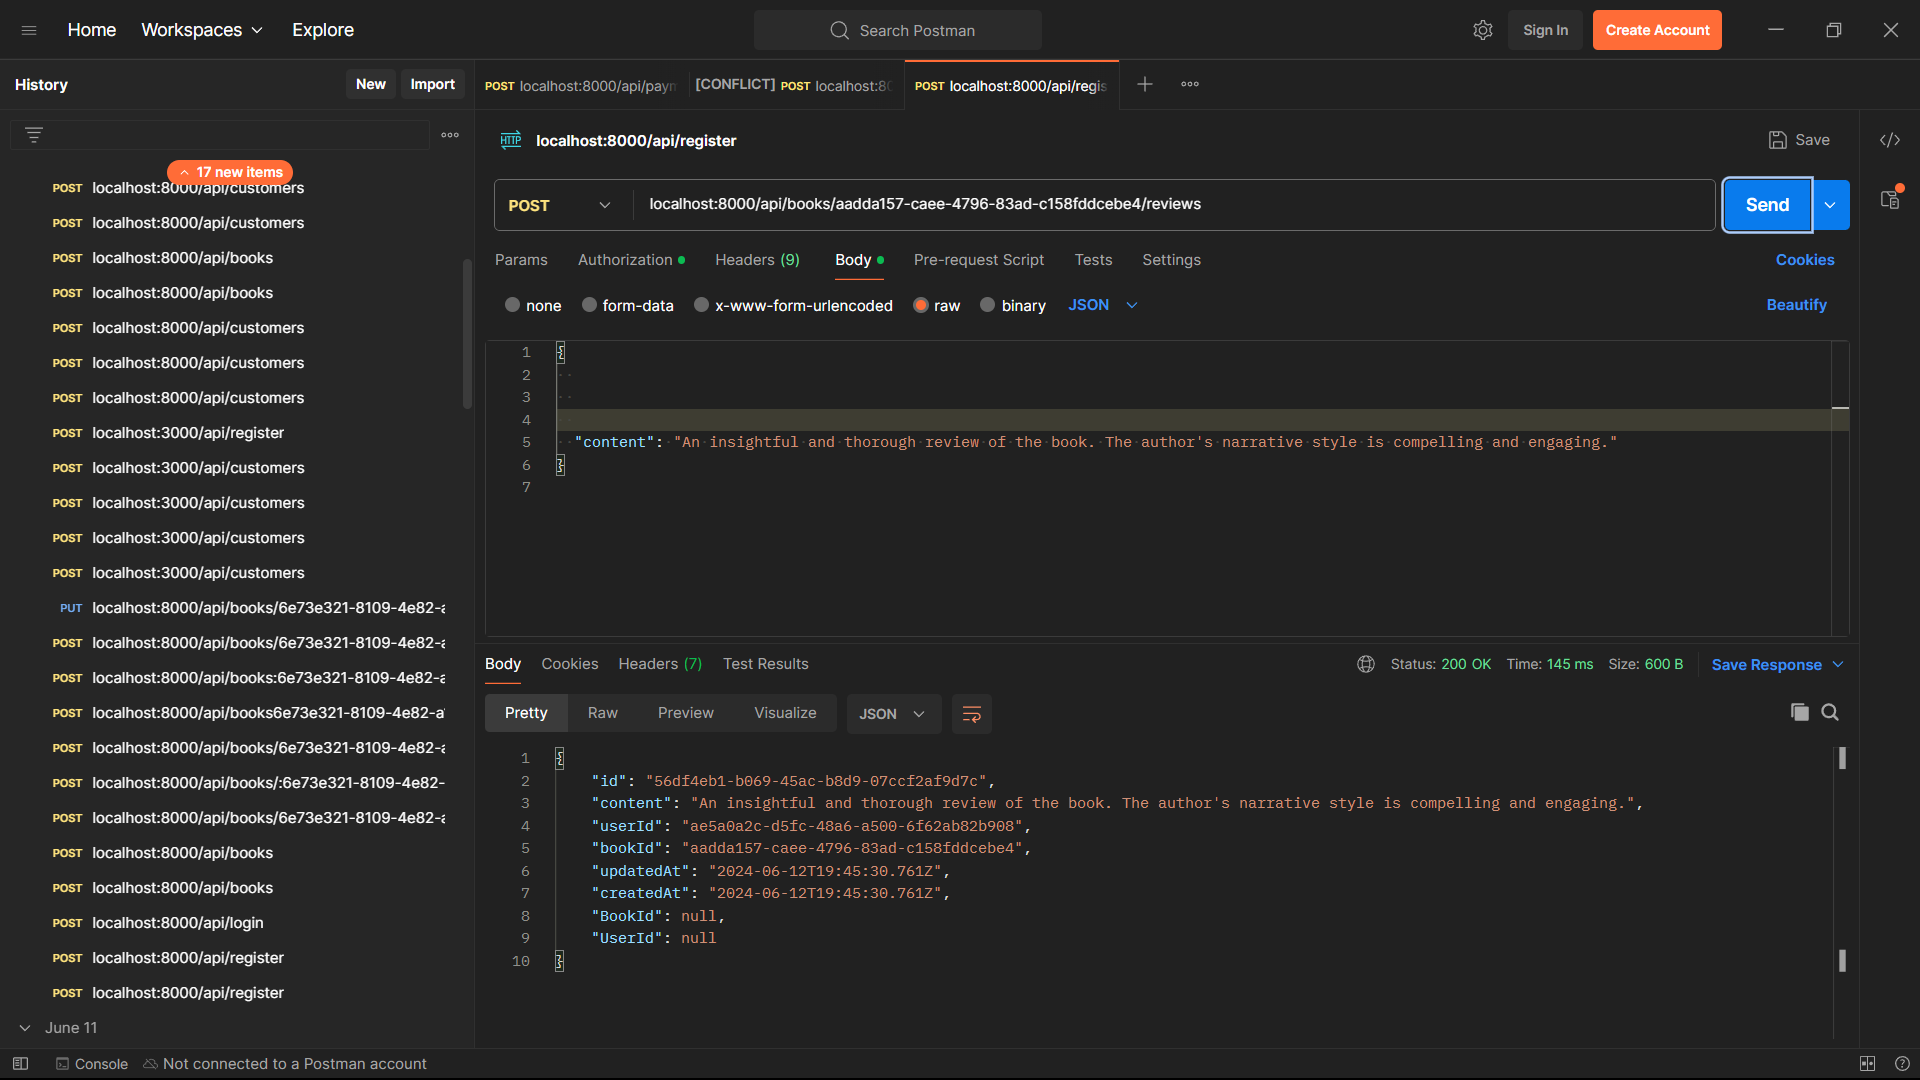 Home
Workspaces
Explore
Search Postman
Sign In
Create Account
History
New
Import
POST localhost:8000/api/payn
[CONFLICT] POST localhost:80
POST localhost:8000/api/regis
17 new items
POST localhost:8000/api/customers
POST localhost:8000/api/customers
POST localhost:8000/api/books
POST localhost:8000/api/books
POST localhost:8000/api/customers
POST localhost:8000/api/customers
POST localhost:8000/api/customers
POST localhost:3000/api/register
POST localhost:3000/api/customers
POST localhost:3000/api/customers
POST localhost:3000/api/customers
POST localhost:3000/api/customers
PUT localhost:8000/api/books/6e73e321-8109-4e82-a
POST localhost:8000/api/books/6e73e321-8109-4e82-a
POST localhost:8000/api/books:6e73e321-8109-4e82-a
POST localhost:8000/api/books6e73e321-8109-4e82-a
POST localhost:8000/api/books/6e73e321-8109-4e82-a
POST localhost:8000/api/books/:6e73e321-8109-4e82-
POST localhost:8000/api/books/6e73e321-8109-4e82-a
POST localhost:8000/api/books
POST localhost:8000/api/books
POST localhost:8000/api/login
POST localhost:8000/api/register
POST localhost:8000/api/register
June 11
HTTP localhost:8000/api/register
Save
POST
localhost:8000/api/books/aadda157-caee-4796-83ad-c158fddcebe4/reviews
Send
Params
Authorization
Headers (9)
Body
Pre-request Script
Tests
Settings
Cookies
none
form-data
x-www-form-urlencoded
raw
binary
JSON
Beautify
1 {
2
3
4
5 "content": "An insightful and thorough review of the book. The author's narrative style is compelling and engaging."
6 }
7
Body
Cookies
Headers (7)
Test Results
Status: 200 OK
Time: 145 ms
Size: 600 B
Save Response
Pretty
Raw
Preview
Visualize
JSON
1 {
2 "id": "56df4eb1-b069-45ac-b8d9-07ccf2af9d7c",
3 "content": "An insightful and thorough review of the book. The author's narrative style is compelling and engaging.",
4 "userId": "ae5a0a2c-d5fc-48a6-a500-6f62ab82b908",
5 "bookId": "aadda157-caee-4796-83ad-c158fddcebe4",
6 "updatedAt": "2024-06-12T19:45:30.761Z",
7 "createdAt": "2024-06-12T19:45:30.761Z",
8 "BookId": null,
9 "UserId": null
10 }
Console
Not connected to a Postman account